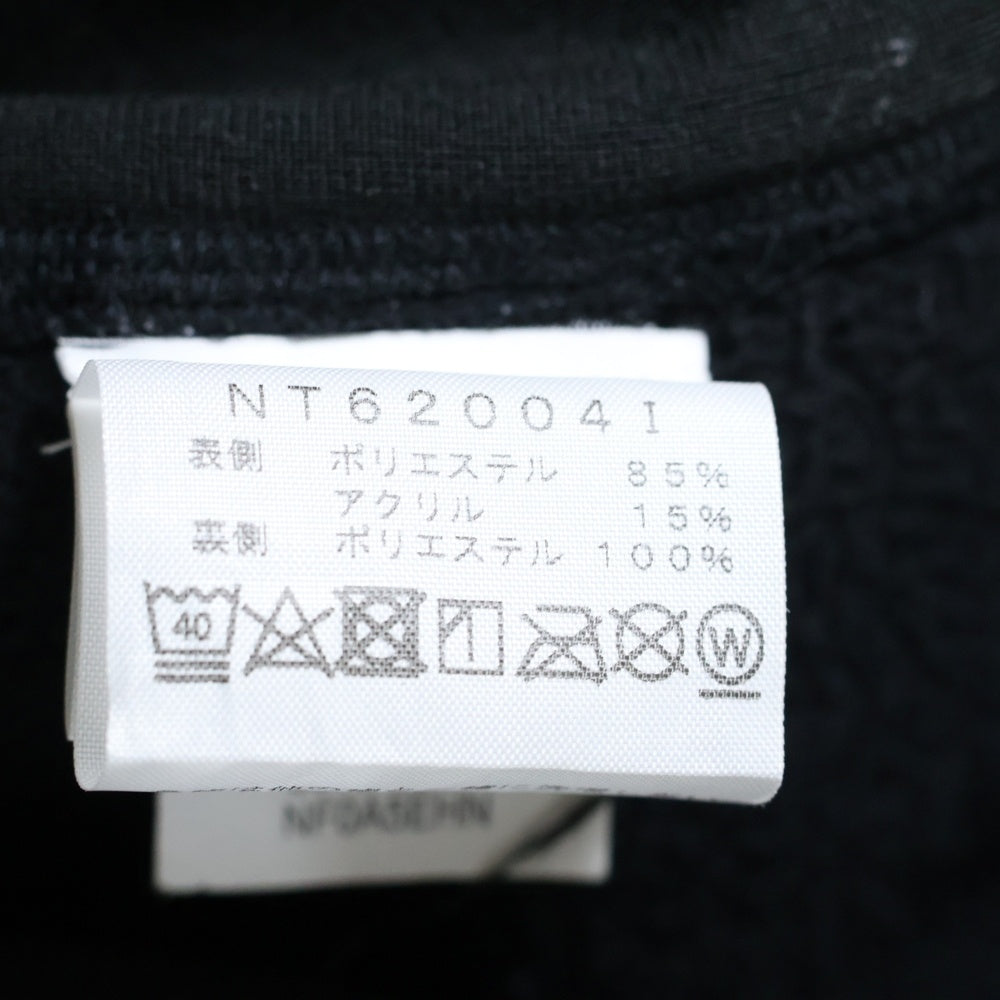 NT62004I
表側 ポリエステル 85%
アクリル 15%
裏側 ポリエステル 100%
40 W
NF0A5EHN